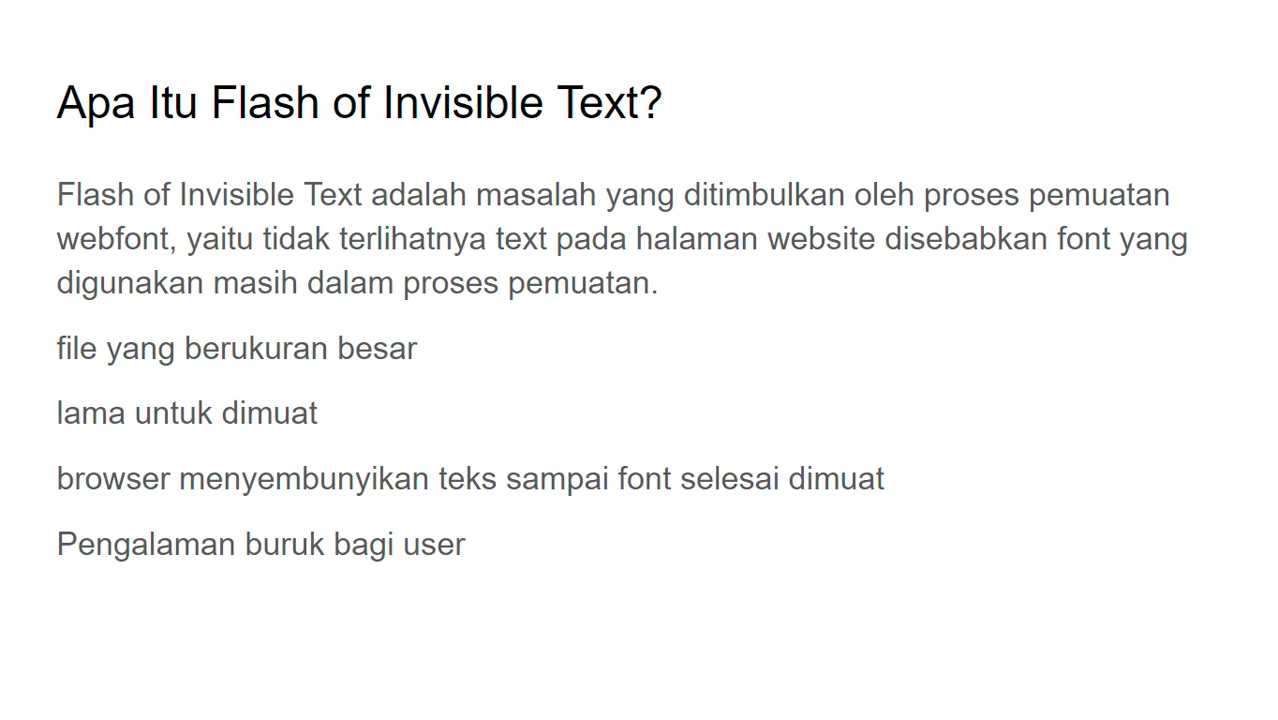 Apa Itu Flash of Invisible Text?
Flash of Invisible Text adalah masalah yang ditimbulkan oleh proses pemuatan
webfont, yaitu tidak terlihatnya text pada halaman website disebabkan font yang
digunakan masih dalam proses pemuatan.
file yang berukuran besar
lama untuk dimuat
browser menyembunyikan teks sampai font selesai dimuat
Pengalaman buruk bagi user